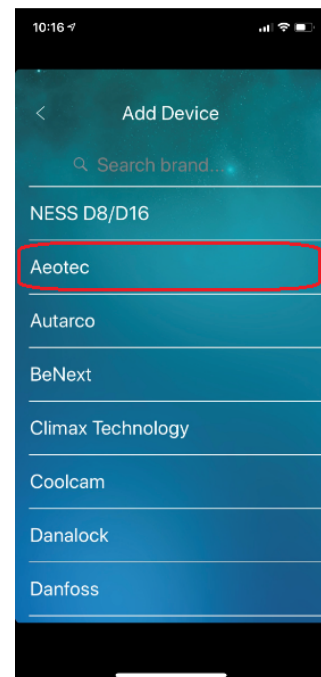 10:16
Add Device
Search brand....
NESS D8/D16
Aeotec
Autarco
BeNext
Climax Technology
Coolcam
Danalock
Danfoss